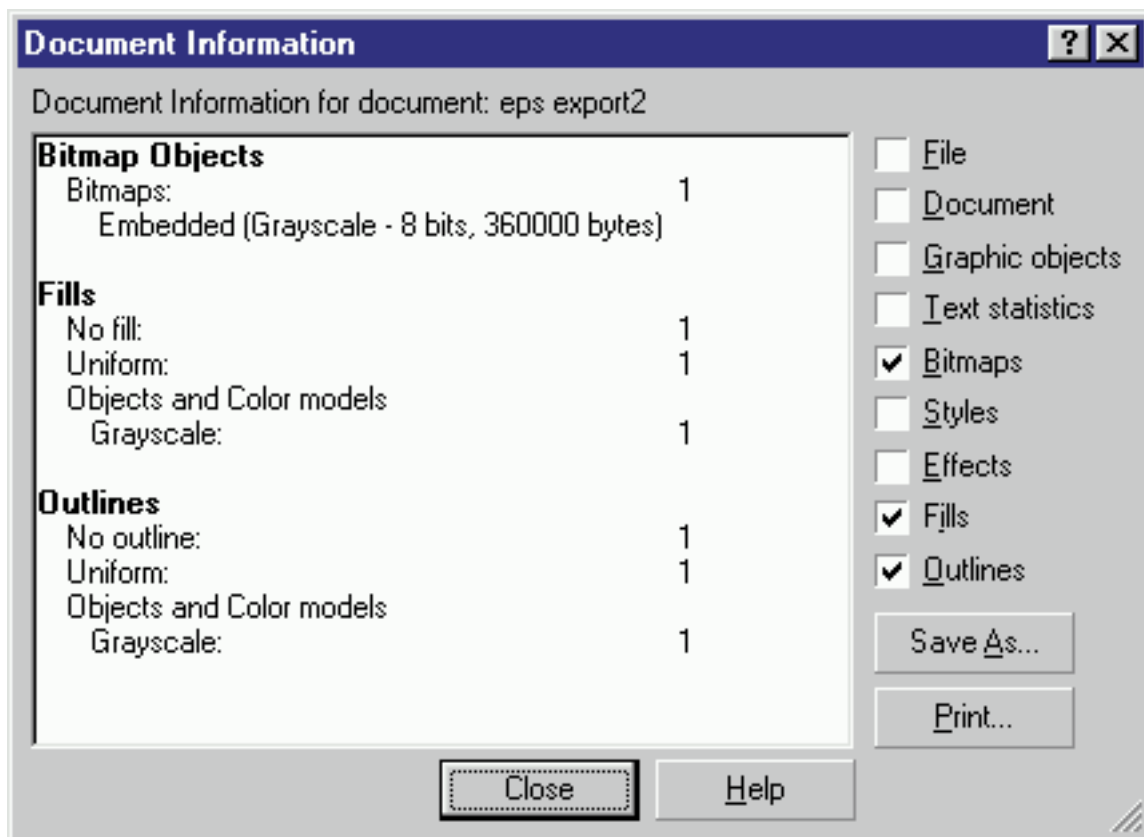 Document Information
Document Information for document: eps export2
Bitmap Objects
Bitmaps: 1
Embedded (Grayscale - 8 bits, 360000 bytes)
Fills
No fill: 1
Uniform: 1
Objects and Color models
Grayscale: 1
Outlines
No outline: 1
Uniform: 1
Objects and Color models
Grayscale: 1
File
Document
Graphic objects
Text statistics
Bitmaps
Styles
Effects
Fills
Outlines
Save As...
Print...
Close
Help